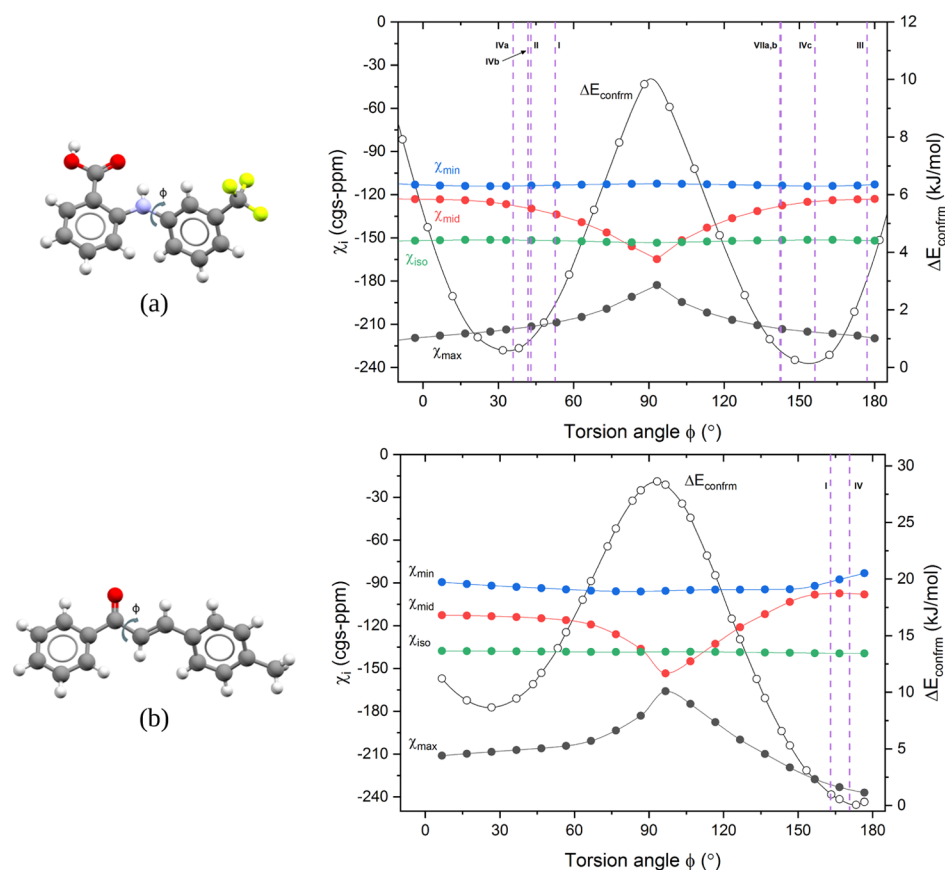 0
-30
-60
-90
-120
-150
-180
-210
-240
χi (cgs-ppm)
12
10
8
6
4
2
0
ΔEconfrm (kJ/mol)
IVa
IVb
II
I
VIIa,b
IVc
III
ΔEconfrm
χmin
χmid
χiso
χmax
0 30 60 90 120 150 180
Torsion angle ϕ (°)
ϕ
(a)
0
-30
-60
-90
-120
-150
-180
-210
-240
χi (cgs-ppm)
30
25
20
15
10
5
0
ΔEconfrm (kJ/mol)
ΔEconfrm
I
IV
χmin
χmid
χiso
χmax
0 30 60 90 120 150 180
Torsion angle ϕ (°)
ϕ
(b)